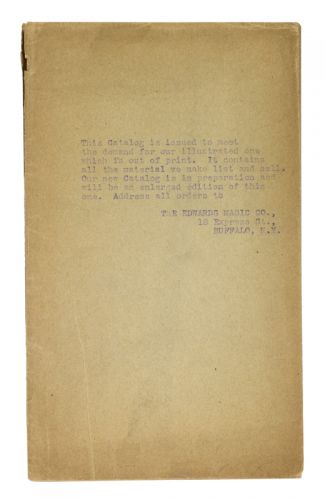 This Catalog is issued to meet
the demand for our illustrated one
which is out of print. It contains
all the material we make list and sell.
Our new Catalog is in preparation and
will be an enlarged edition of this
one. Address all orders to
THE EDWARDS MAGIC CO.,
18 Express St.,
BUFFALO, N.Y.